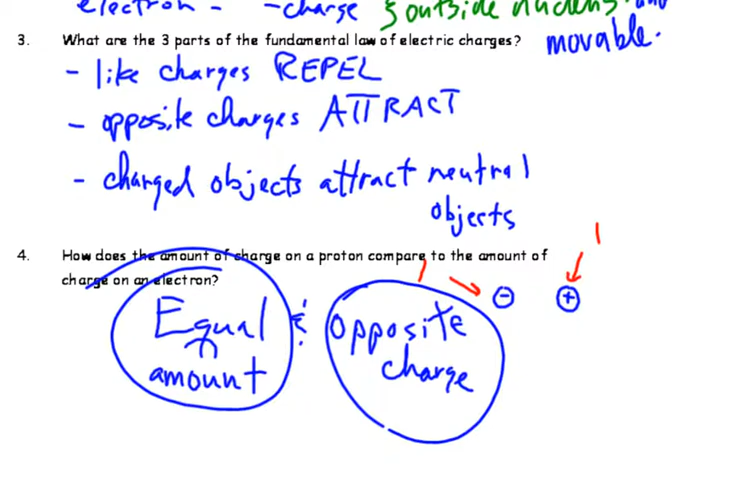 electron - - charge & outside nucleus and
3. What are the 3 parts of the fundamental law of electric charges? movable.
- like charges REPEL
- opposite charges ATTRACT
- charged objects attract neutral
objects
4. How does the amount of charge on a proton compare to the amount of
charge on an electron?
1 1
- +
Equal & opposite
amount charge